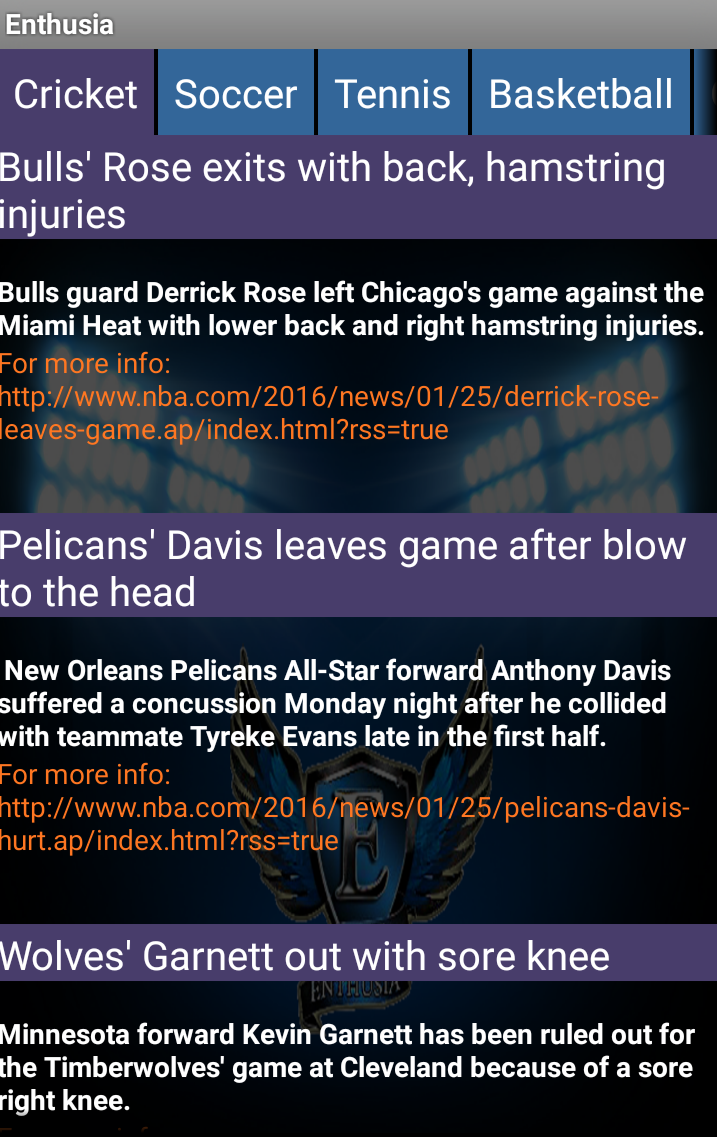 Enthusia
Cricket Soccer Tennis Basketball
Bulls' Rose exits with back, hamstring
injuries
Bulls guard Derrick Rose left Chicago's game against the
Miami Heat with lower back and right hamstring injuries.
For more info:
http://www.nba.com/2016/news/01/25/derrick-rose-
leaves-game.ap/index.html?rss=true
Pelicans' Davis leaves game after blow
to the head
New Orleans Pelicans All-Star forward Anthony Davis
suffered a concussion Monday night after he collided
with teammate Tyreke Evans late in the first half.
For more info:
http://www.nba.com/2016/news/01/25/pelicans-davis-
hurt.ap/index.html?rss=true
E
Wolves' Garnett out with sore knee
ENTHUSIA
Minnesota forward Kevin Garnett has been ruled out for
the Timberwolves' game at Cleveland because of a sore
right knee.